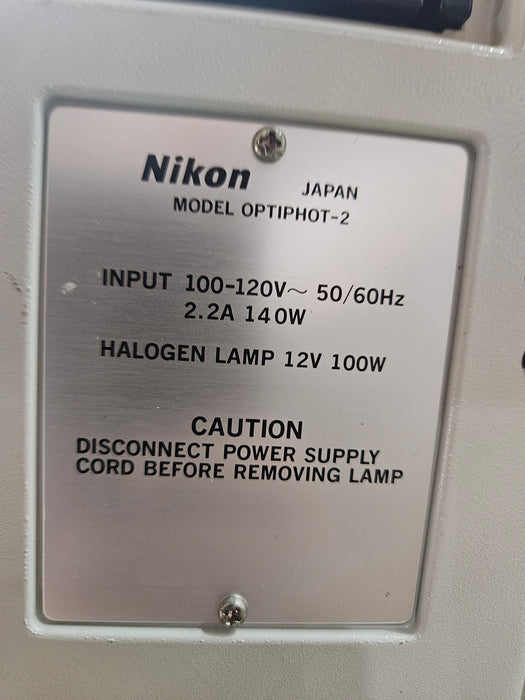 Nikon JAPAN
MODEL OPTIPHOT-2
INPUT 100-120V~ 50/60Hz
2.2A 140W
HALOGEN LAMP 12V 100W
CAUTION
DISCONNECT POWER SUPPLY
CORD BEFORE REMOVING LAMP